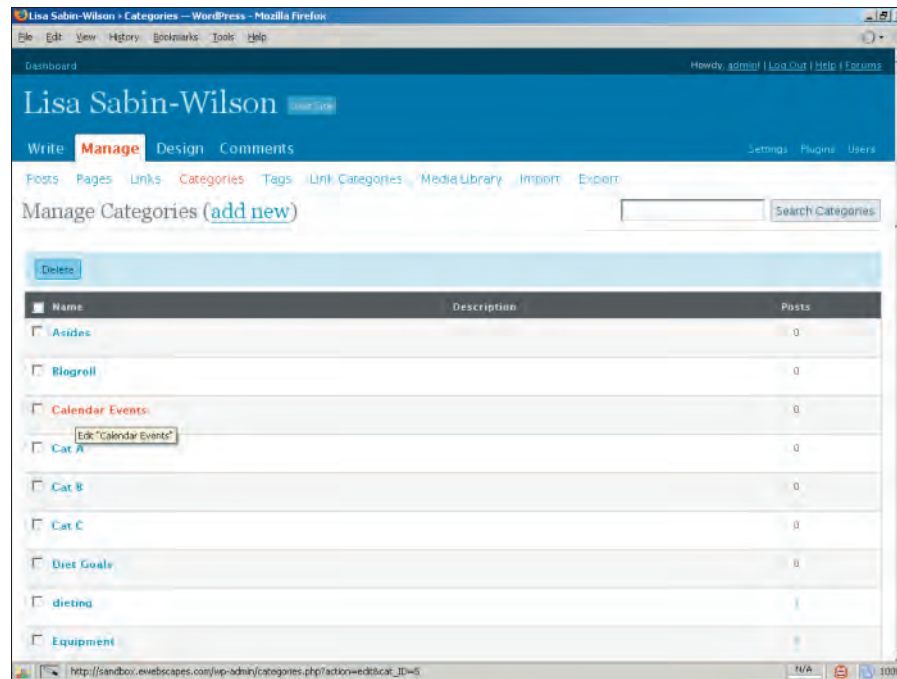 Lisa Sabin-Wilson › Categories — WordPress - Mozilla Firefox
File Edit View History Bookmarks Tools Help
Dashboard Howdy, admin! | Log Out | Help | Forums
Lisa Sabin-Wilson Visit Site
Write Manage Design Comments Settings Plugins Users
Posts Pages Links Categories Tags Link Categories Media Library Import Export
Manage Categories (add new) Search Categories
Delete
Name Description Posts
Asides 0
Blogroll 0
Calendar Events 0
Edit "Calendar Events"
Cat A 0
Cat B 0
Cat C 0
Diet Goals 0
dieting
Equipment
http://sandbox.ewebscapes.com/wp-admin/categories.php?action=edit&cat_ID=5 N/A 100